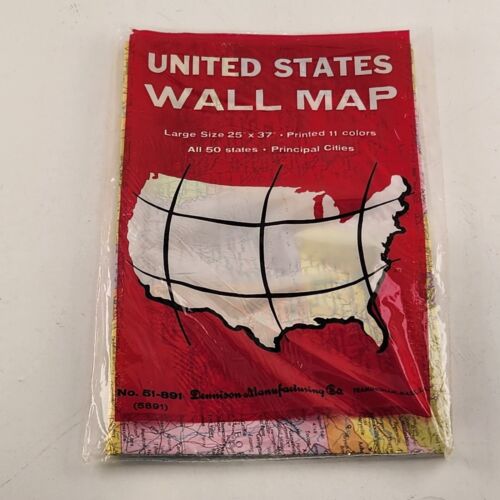 UNITED STATES
WALL MAP
Large Size 25" x 37" • Printed 11 colors
All 50 states • Principal Cities
No. 51-891 Dennison Manufacturing Co.
(5891)